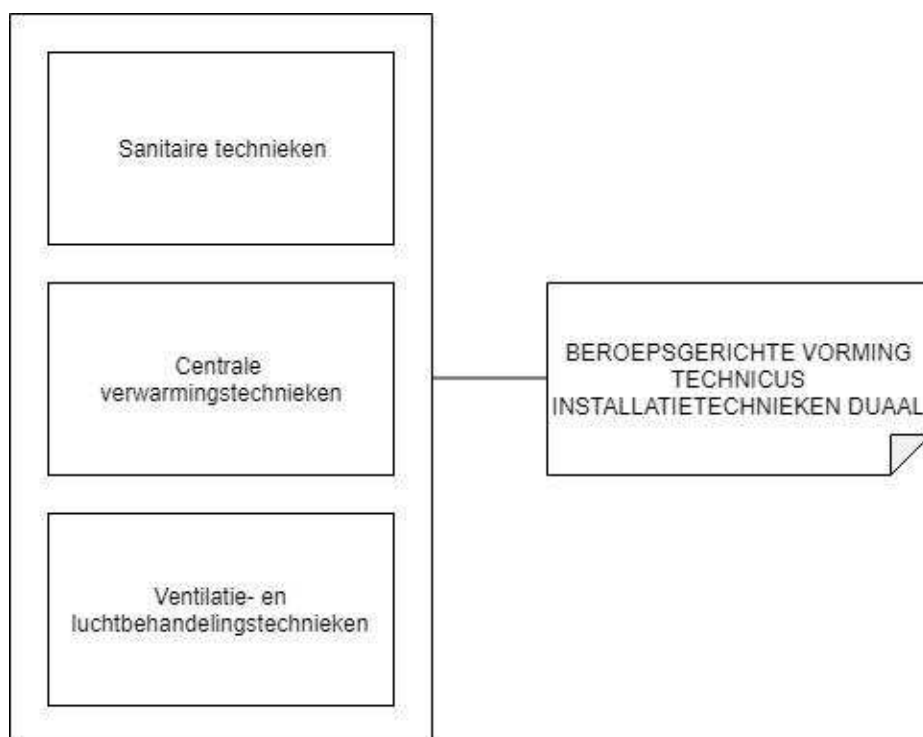 Sanitaire technieken
Centrale
verwarmingstechnieken
Ventilatie- en
luchtbehandelingstechnieken
BEROEPSGERICHTE VORMING
TECHNICUS
INSTALLATIETECHNIEKEN DUAAL